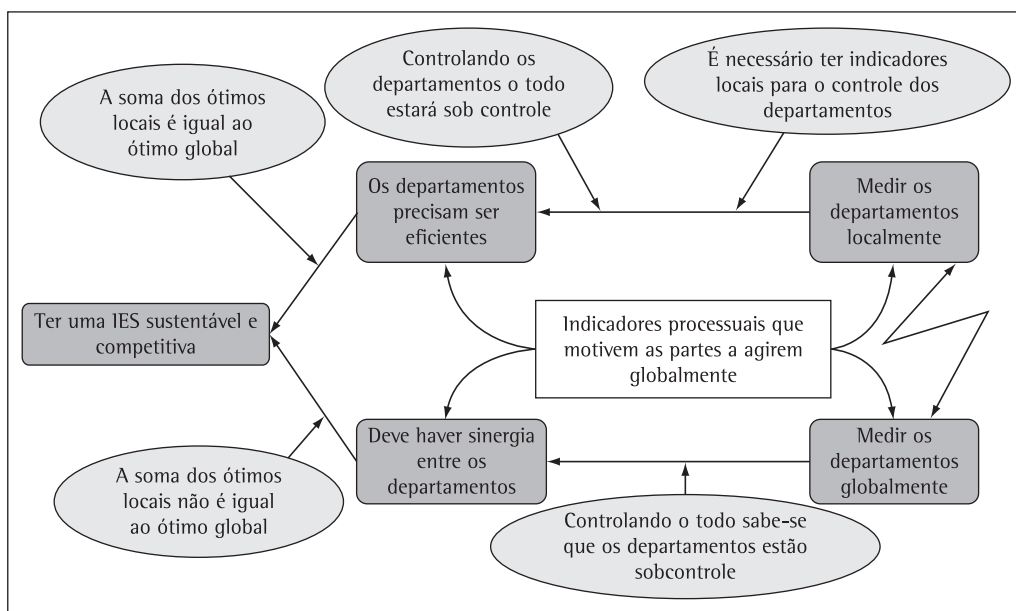 A soma dos ótimos
locais é igual ao
ótimo global
Controlando os
departamentos o todo
estará sob controle
É necessário ter indicadores
locais para o controle dos
departamentos
Os departamentos
precisam ser
eficientes
Medir os
departamentos
localmente
Ter uma IES sustentável e
competitiva
Indicadores processuais que
motivem as partes a agirem
globalmente
Deve haver sinergia
entre os
departamentos
Medir os
departamentos
globalmente
A soma dos ótimos
locais não é igual
ao ótimo global
Controlando o todo sabe-se
que os departamentos estão
sobcontrole